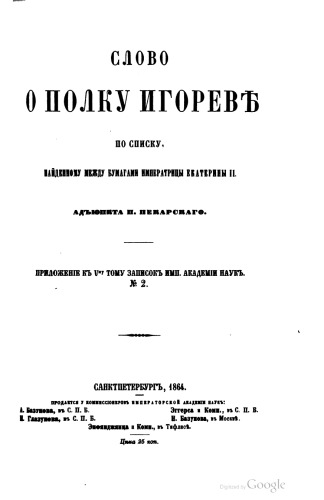 СЛОВО
О ПОЛКУ ИГОРЕВѢ
ПО СПИСКУ,
НАЙДЕННОМУ МЕЖДУ БУМАГАМИ ИМПЕРАТРИЦЫ ЕКАТЕРИНЫ II.
АДЪЮНКТА П. ПЕКАРСКАГО.
ПРИЛОЖЕНІЕ КЪ Vму ТОМУ ЗАПИСОКЪ ИМП. АКАДЕМІИ НАУКЪ.
№ 2.
САНКТПЕТЕРБУРГЪ, 1864.
ПРОДАЕТСЯ У КОММИССІОНЕРОВЪ ИМПЕРАТОРСКОЙ АКАДЕМІИ НАУКЪ:
А. Базунова, въ С. П. Б. Эггерса и Комп., въ С. П. Б.
И. Глазунова, въ С. П. Б. И. Базунова, въ Москвѣ.
Энфяджянца и Комп., въ Тифлисѣ.
Цѣна 35 коп.
Digitized by Google